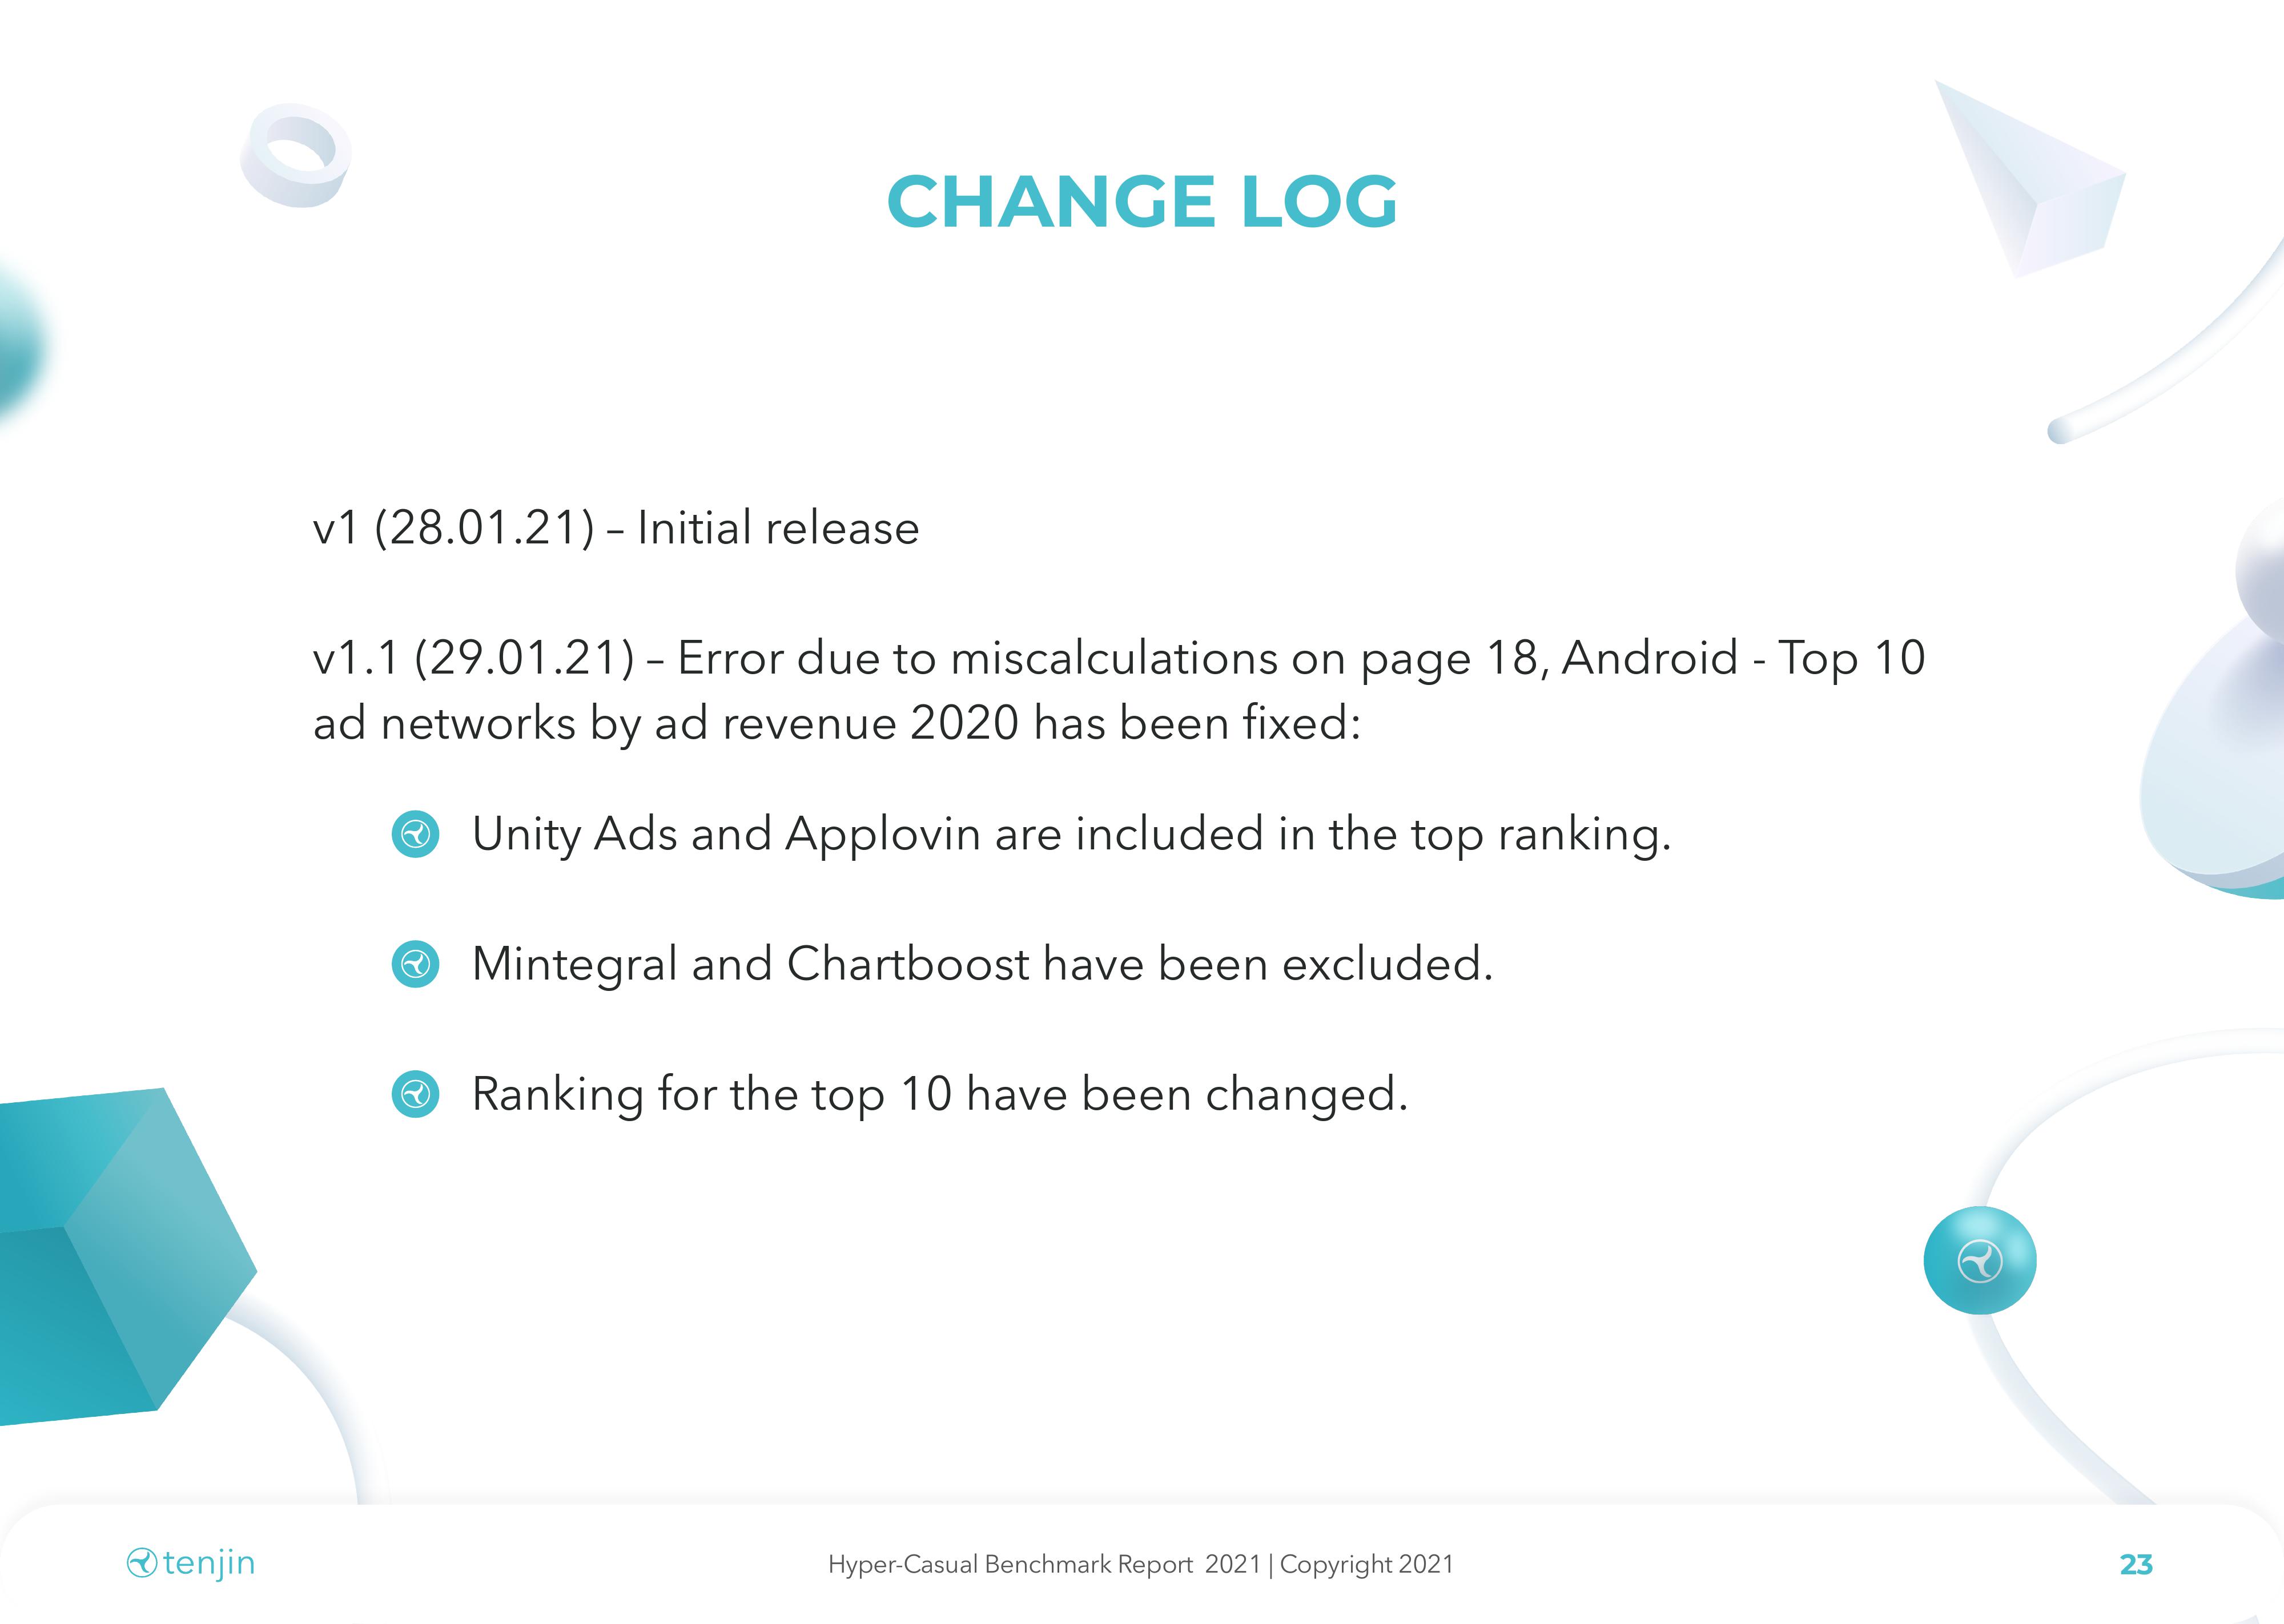 CHANGE LOG
v1 (28.01.21) – Initial release
v1.1 (29.01.21) – Error due to miscalculations on page 18, Android - Top 10
ad networks by ad revenue 2020 has been fixed:
Unity Ads and Applovin are included in the top ranking.
Mintegral and Chartboost have been excluded.
Ranking for the top 10 have been changed.
tenjin
Hyper-Casual Benchmark Report 2021 | Copyright 2021
23